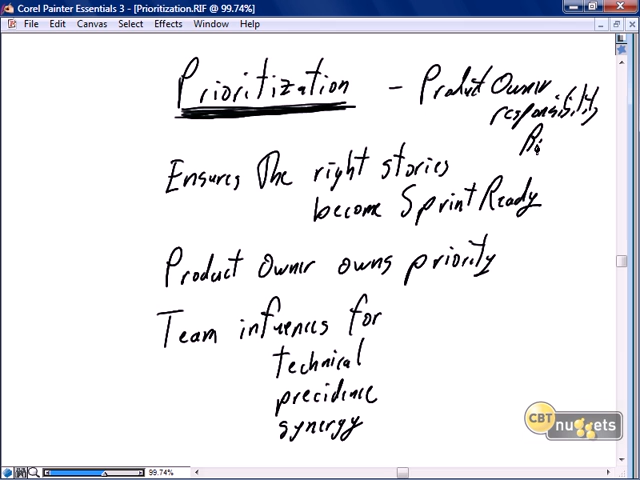 Corel Painter Essentials 3 - [Prioritization.RIF @ 99.74%]
File Edit Canvas Select Effects Window Help
Prioritization - Product Owner
responsibility
Ensures The right stories
become Sprint Ready
Product Owner owns priority
Team influences for
technical
precidence
synergy
CBT nuggets
99.74%